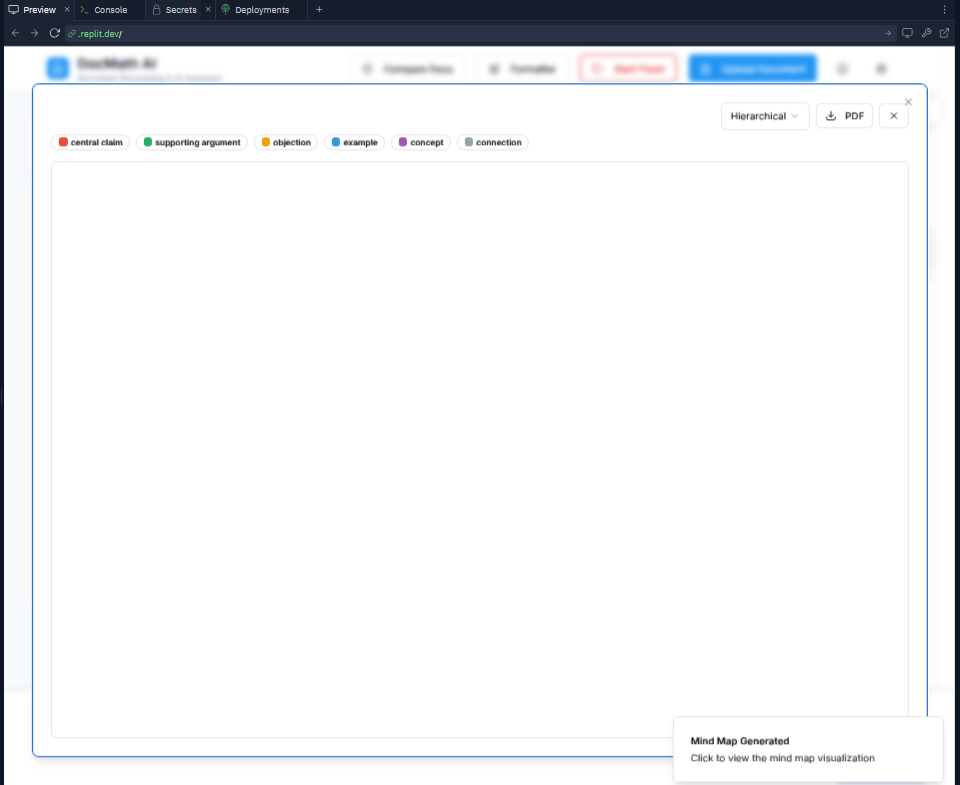 Preview
Console
Secrets
Deployments
.replit.dev/
DocMath AI
Compare Docs
Formatter
Start Fresh
Upload Document
Hierarchical
PDF
central claim
supporting argument
objection
example
concept
connection
Mind Map Generated
Click to view the mind map visualization